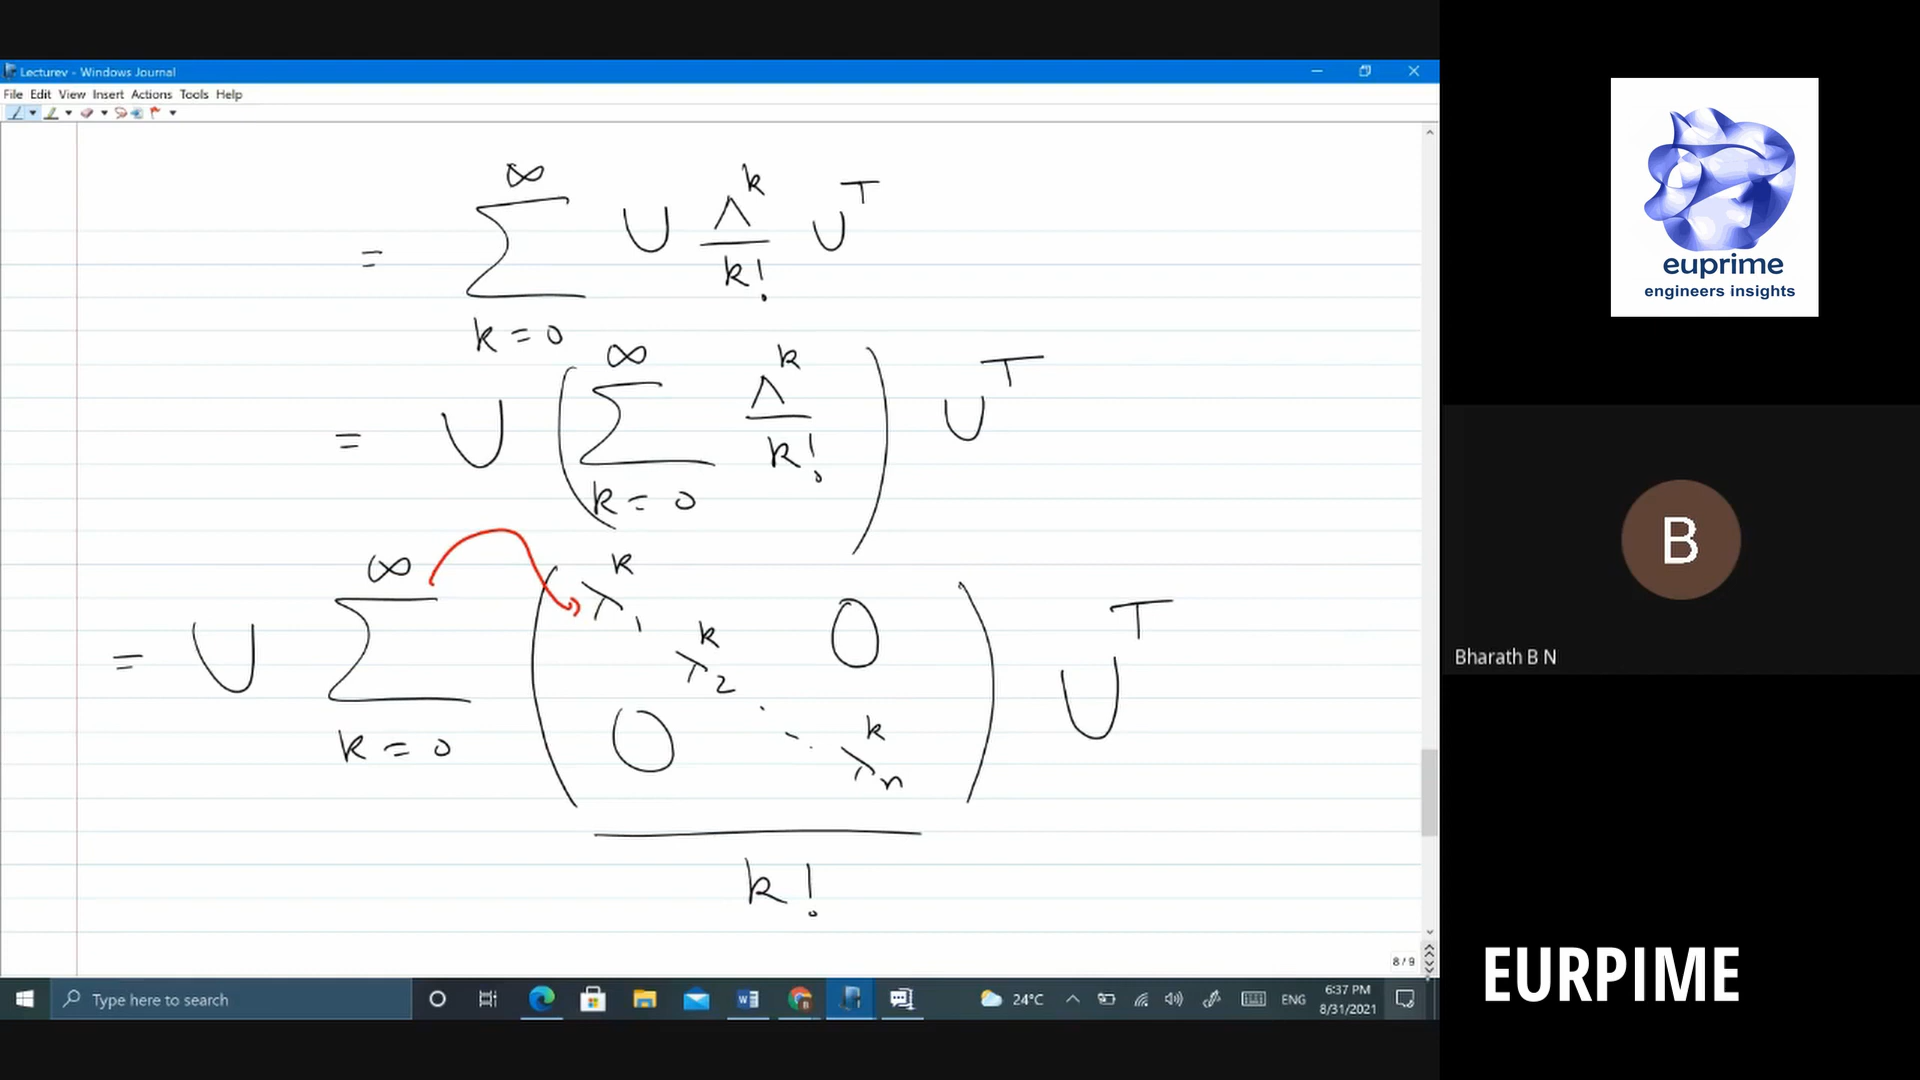 Lecturev - Windows Journal
File Edit View Insert Actions Tools Help
= ∑_{k=0}^{∞} U Λ^k/k! U^T
= U (∑_{k=0}^{∞} Λ^k/k!) U^T
= U ∑_{k=0}^{∞} (λ_1^k λ_2^k ⋱ λ_n^k 0 0)/k! U^T
8 / 9
Type here to search
24°C
ENG
6:37 PM
8/31/2021
euprime
engineers insights
B
Bharath B N
EURPIME